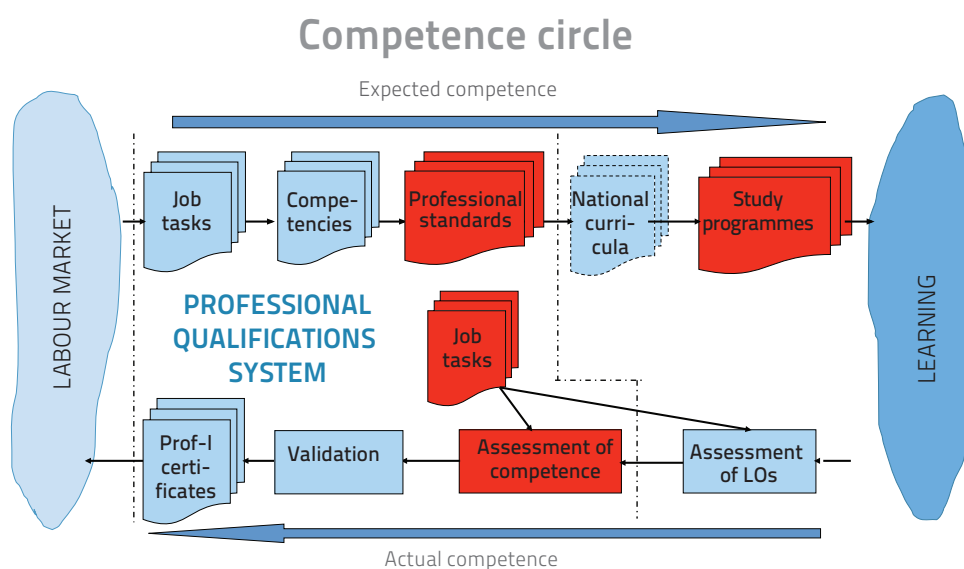 Competence circle
Expected competence
LABOUR MARKET
Job
tasks
Compe-
tencies
Professional
standards
National
curri-
cula
Study
programmes
LEARNING
PROFESSIONAL
QUALIFICATIONS
SYSTEM
Job
tasks
Prof-l
certi-
ficates
Validation
Assessment of
competence
Assessment
of LOs
Actual competence